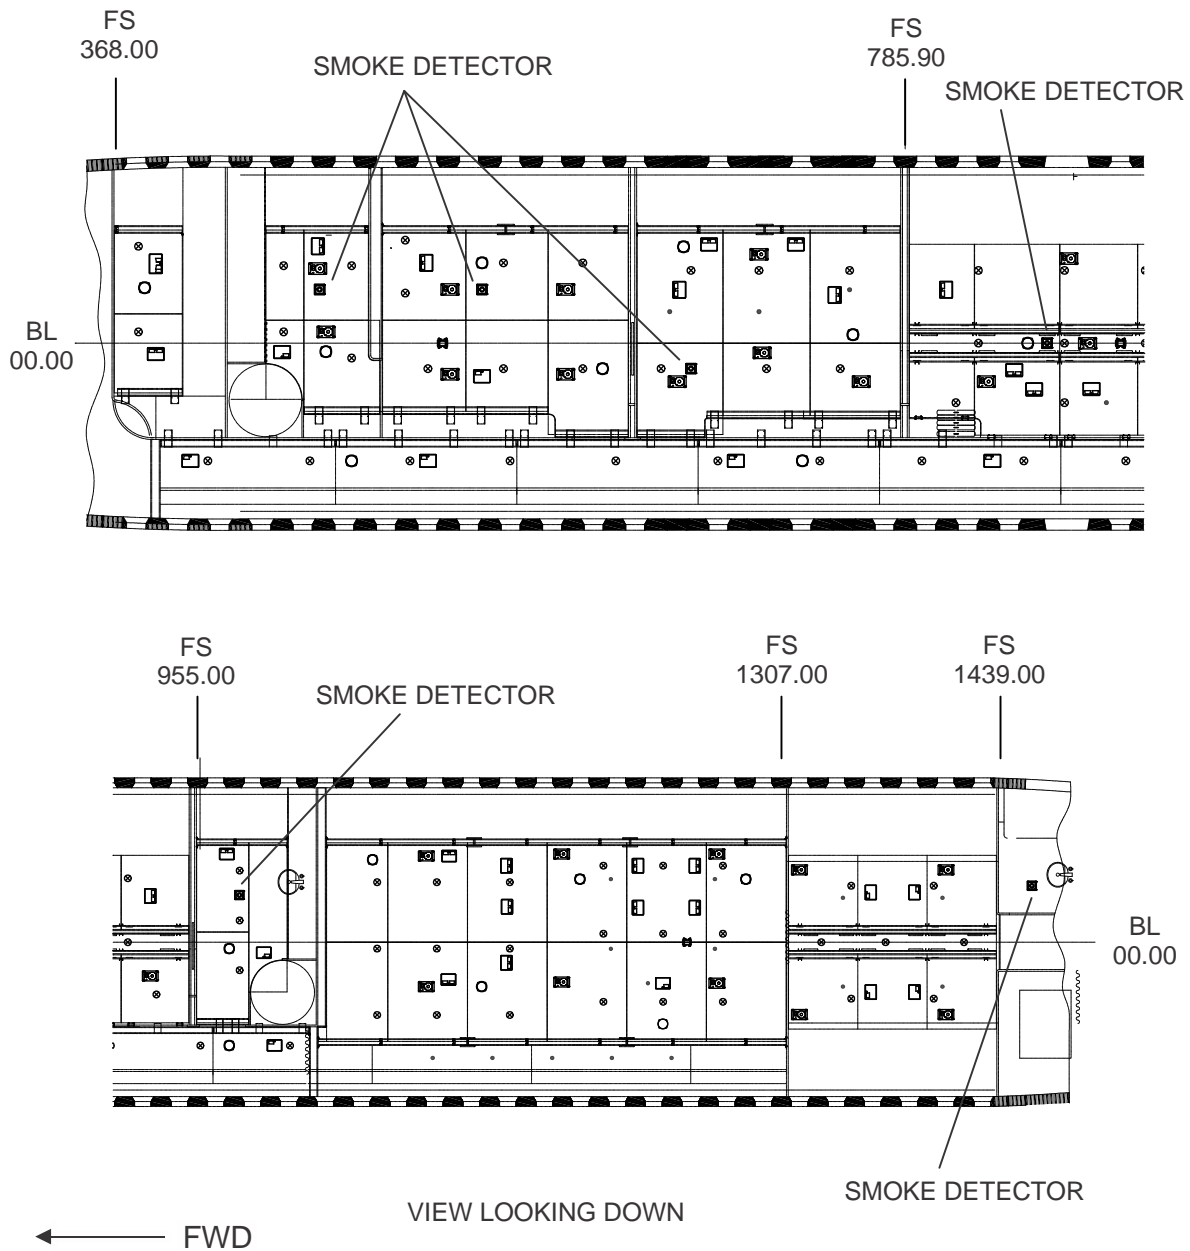 FS
368.00
SMOKE DETECTOR
FS
785.90
SMOKE DETECTOR
BL
00.00
FS
955.00
SMOKE DETECTOR
FS
1307.00
FS
1439.00
BL
00.00
SMOKE DETECTOR
VIEW LOOKING DOWN
FWD